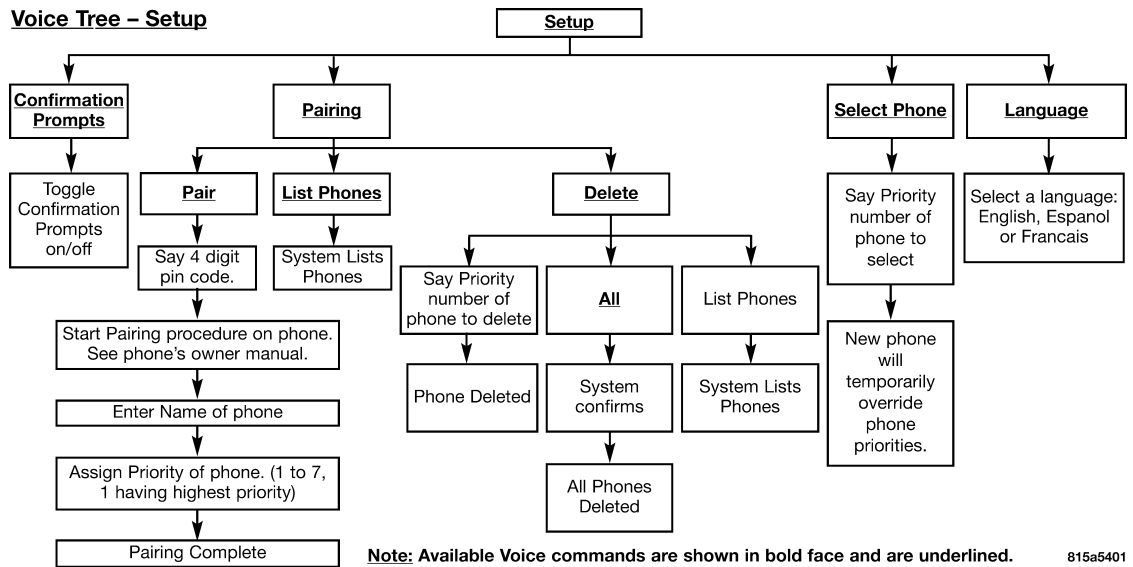 Voice Tree – Setup
Setup
Confirmation
Prompts
Pairing
Select Phone
Language
Toggle
Confirmation
Prompts
on/off
Pair
List Phones
Delete
Say Priority
number of
phone to
select
Select a language:
English, Espanol
or Francais
Say 4 digit
pin code.
System Lists
Phones
Say Priority
number of
phone to delete
All
List Phones
Start Pairing procedure on phone.
See phone's owner manual.
New phone
will
temporarily
override
phone
priorities.
Phone Deleted
System
confirms
System Lists
Phones
Enter Name of phone
Assign Priority of phone. (1 to 7,
1 having highest priority)
All Phones
Deleted
Pairing Complete
Note: Available Voice commands are shown in bold face and are underlined.
815a5401